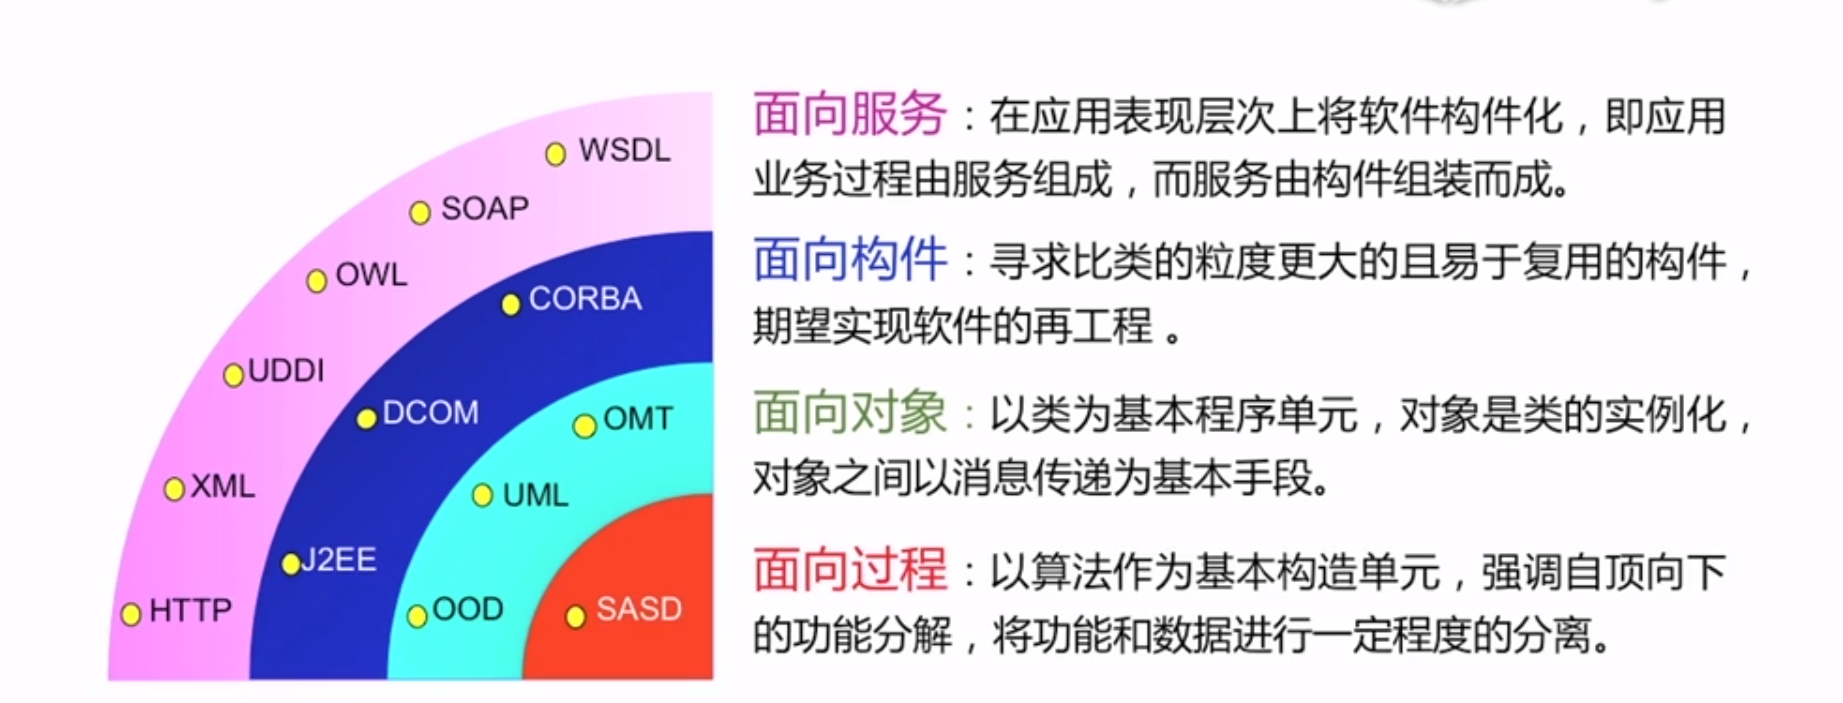 WSDL
SOAP
OWL
UDDI
XML
HTTP
CORBA
DCOM
J2EE
OMT
UML
OOD
SASD
面向服务：在应用表现层次上将软件构件化，即应用
业务过程由服务组成，而服务由构件组装而成。
面向构件：寻求比类的粒度更大的且易于复用的构件，
期望实现软件的再工程 。
面向对象：以类为基本程序单元，对象是类的实例化，
对象之间以消息传递为基本手段。
面向过程：以算法作为基本构造单元，强调自顶向下
的功能分解，将功能和数据进行一定程度的分离。